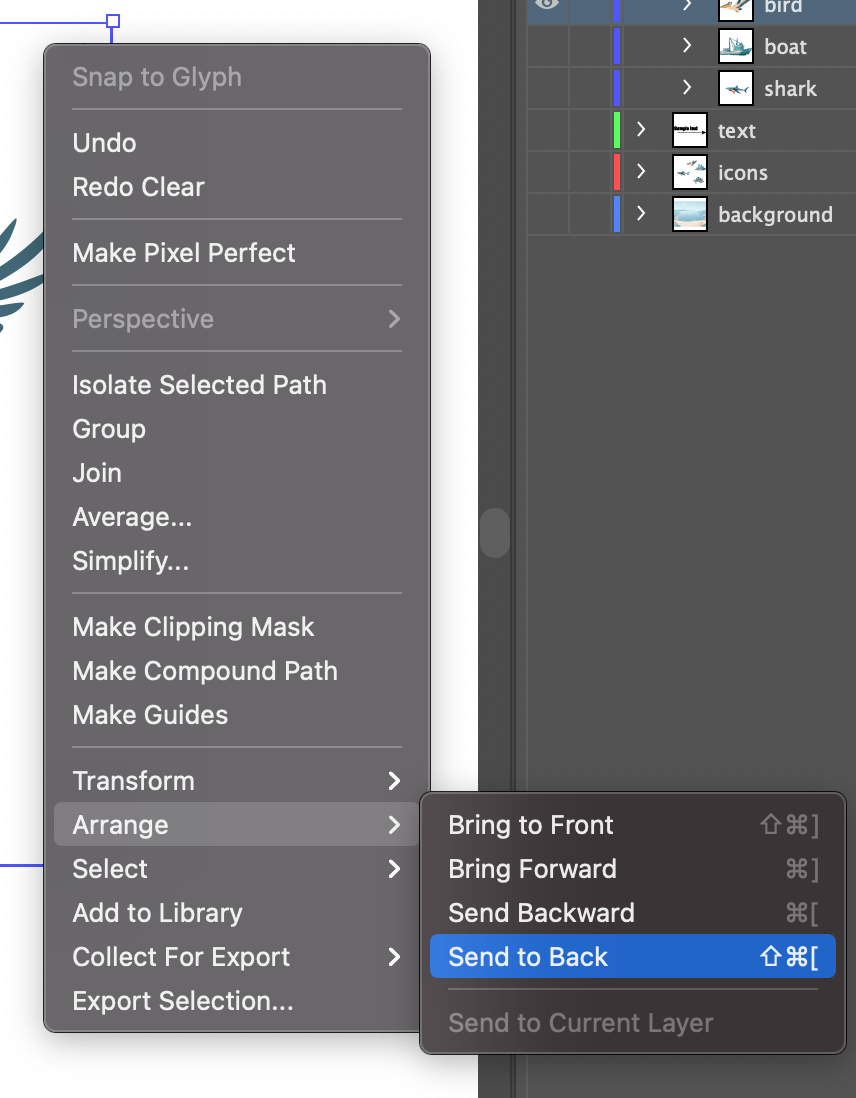 bird
boat
shark
text
icons
background
Snap to Glyph
Undo
Redo Clear
Make Pixel Perfect
Perspective
Isolate Selected Path
Group
Join
Average...
Simplify...
Make Clipping Mask
Make Compound Path
Make Guides
Transform
Arrange
Select
Add to Library
Collect For Export
Export Selection...
Bring to Front ⇧⌘]
Bring Forward ⌘]
Send Backward ⌘[
Send to Back ⇧⌘[
Send to Current Layer